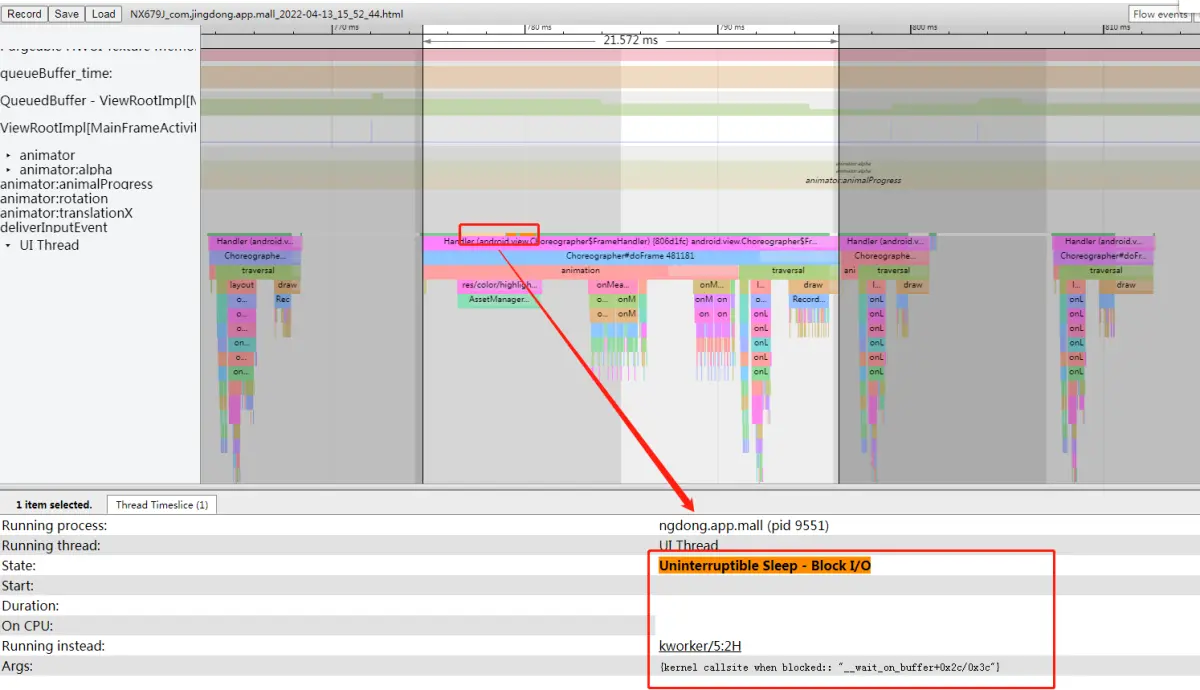 Record Save Load NX679J_com.jingdong.app.mall_2022-04-13_15_52_44.html Flow events
770 ms 780 ms 790 ms 800 ms 810 ms
21.572 ms
queueBuffer_time:
QueuedBuffer - ViewRootImpl[M
ViewRootImpl[MainFrameActivit
animator
animator:alpha
animator:animalProgress
animator:rotation
animator:translationX
deliverInputEvent
UI Thread
animator:alpha
animator:alpha
animator:animalProgress
Handler (android.v... Handler (android.view.Choreographer$FrameHandler) {806d1fc} android.view.Choreographer$Fr... Handler (android.v... Handler (android.v...
Choreographe... Choreographer#doFrame 481181 Choreographe... Choreographer#doFr...
traversal animation traversal ani traversal traversal
layout draw res/color/highligh... onMea... onM... l... draw l... draw l... draw
o... Rec AssetManager... o... onM onM on o... Record... onL onL
o... o... onM on on onL onL onL
on... onL onL onL
o... onL onL onL
on... onL onL onL
1 item selected. Thread Timeslice (1)
Running process: ngdong.app.mall (pid 9551)
Running thread: UI Thread
State: Uninterruptible Sleep - Block I/O
Start:
Duration:
On CPU:
Running instead: kworker/5:2H
Args: {kernel callsite when blocked:: "__wait_on_buffer+0x2c/0x3c"}